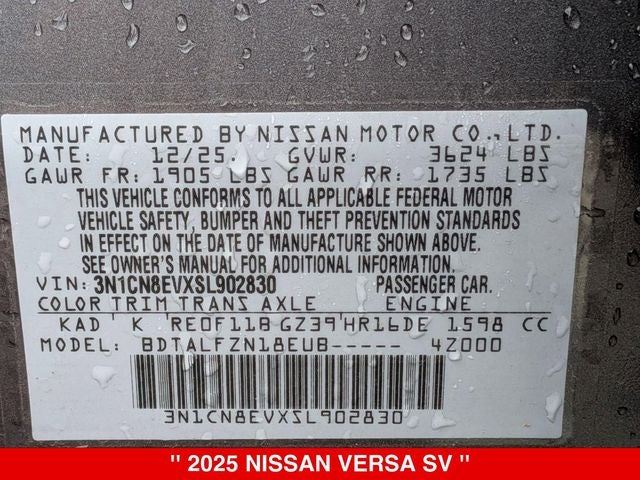 MANUFACTURED BY NISSAN MOTOR CO., LTD.
DATE: 12/25. GVWR: 3624 LBS
GAWR FR: 1905 LBS GAWR RR: 1735 LBS
THIS VEHICLE CONFORMS TO ALL APPLICABLE FEDERAL MOTOR
VEHICLE SAFETY, BUMPER AND THEFT PREVENTION STANDARDS
IN EFFECT ON THE DATE OF MANUFACTURE SHOWN ABOVE.
SEE OWNER'S MANUAL FOR ADDITIONAL INFORMATION.
VIN: 3N1CN8EVXSL902830 PASSENGER CAR.
COLOR TRIM TRANS AXLE ENGINE
KAD K RE0F11B GZ39 HR16DE 1598 CC
MODEL: BDTALFZN18EUB----- 4Z000
3N1CN8EVXSL902830
" 2025 NISSAN VERSA SV "